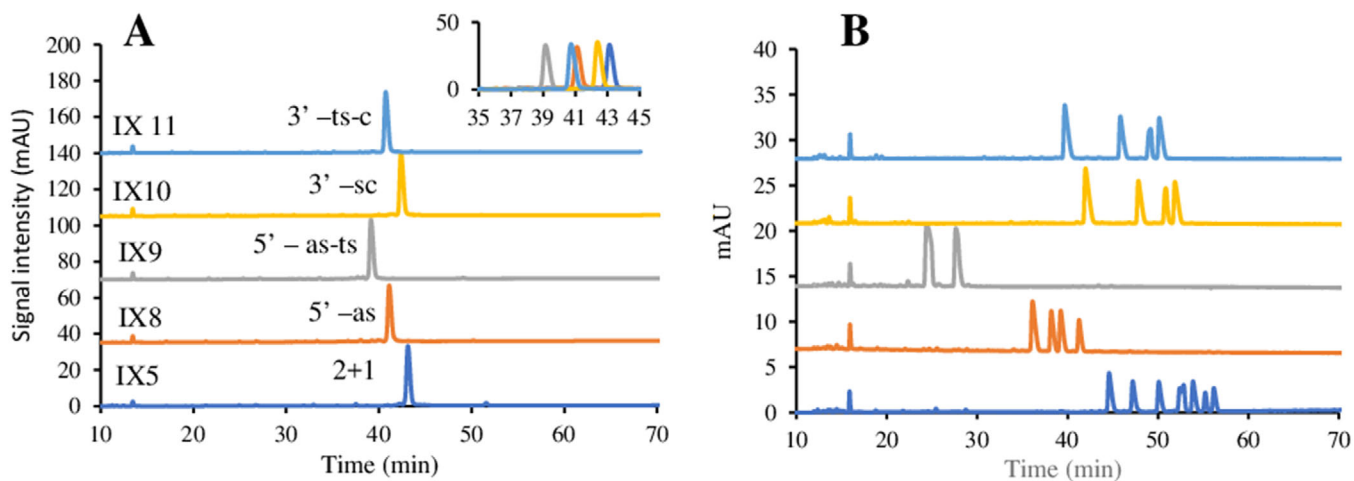 A
200
180
160
140
120
100
80
60
40
20
0
Signal intensity (mAU)
50
0
35 37 39 41 43 45
IX 11
3’ –ts-c
IX10
3’ –sc
IX9
5’ – as-ts
IX8
5’ –as
IX5
2+1
10 20 30 40 50 60 70
Time (min)
B
40
35
30
25
20
15
10
5
0
mAU
10 20 30 40 50 60 70
Time (min)